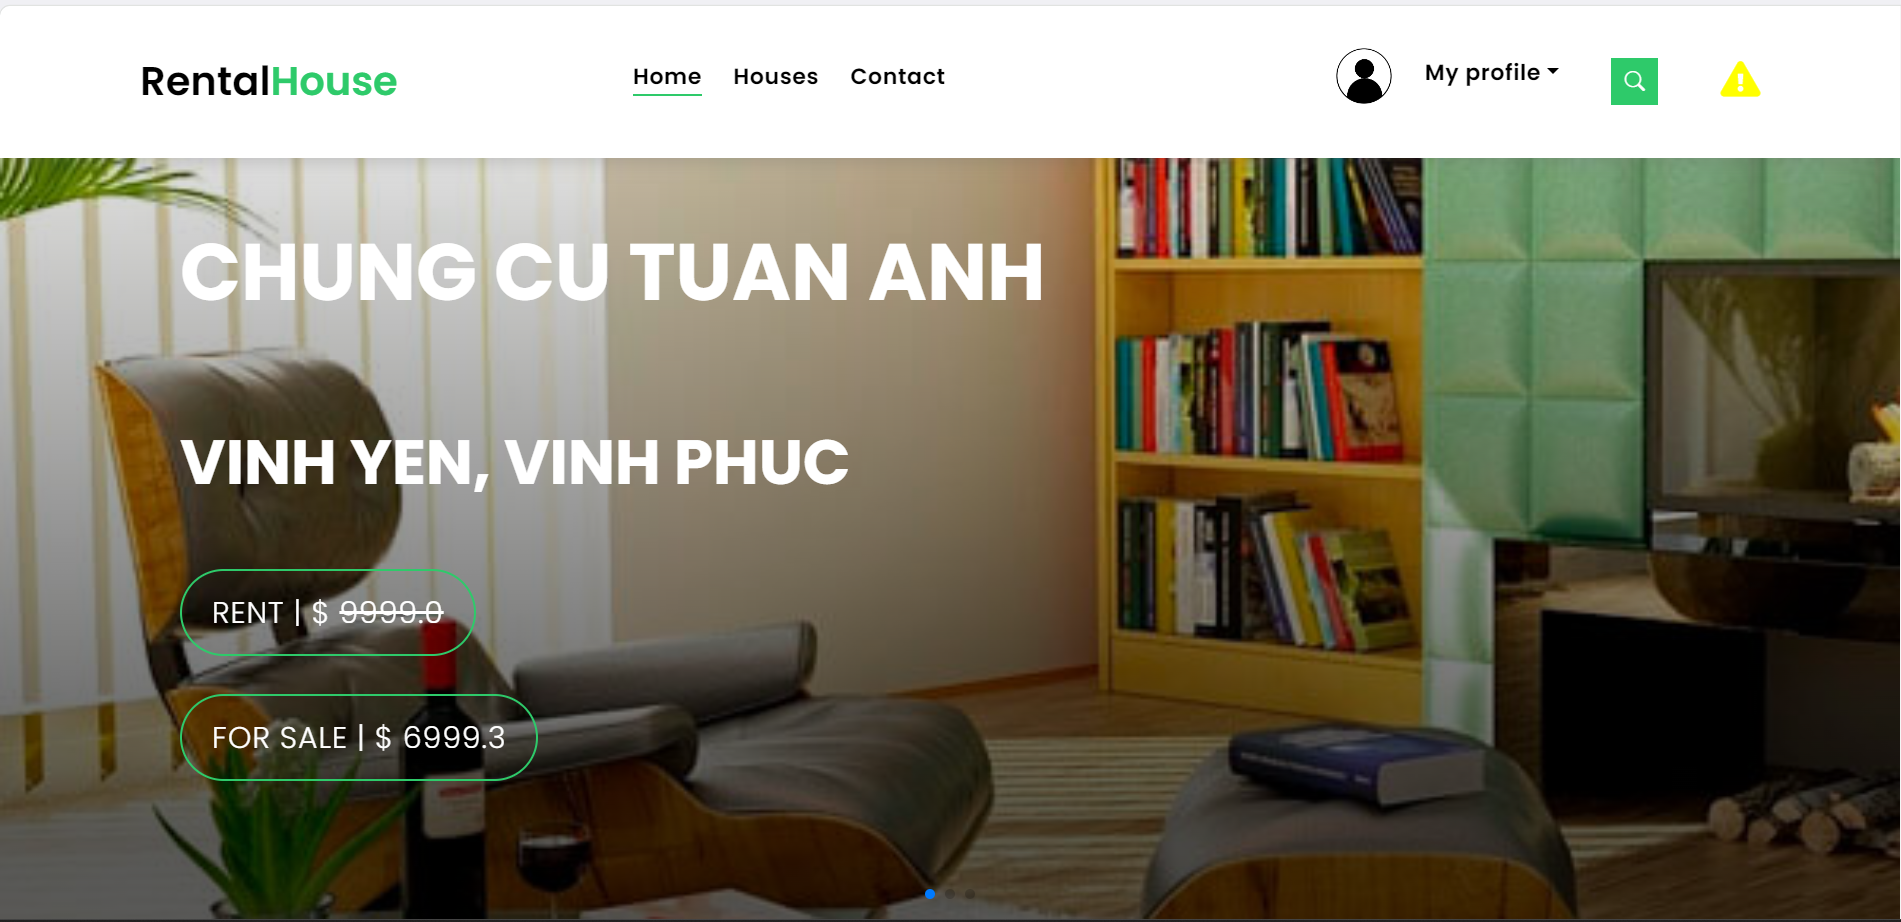 RentalHouse
Home Houses Contact
My profile
CHUNG CU TUAN ANH
VINH YEN, VINH PHUC
RENT | $ 9999.0
FOR SALE | $ 6999.3